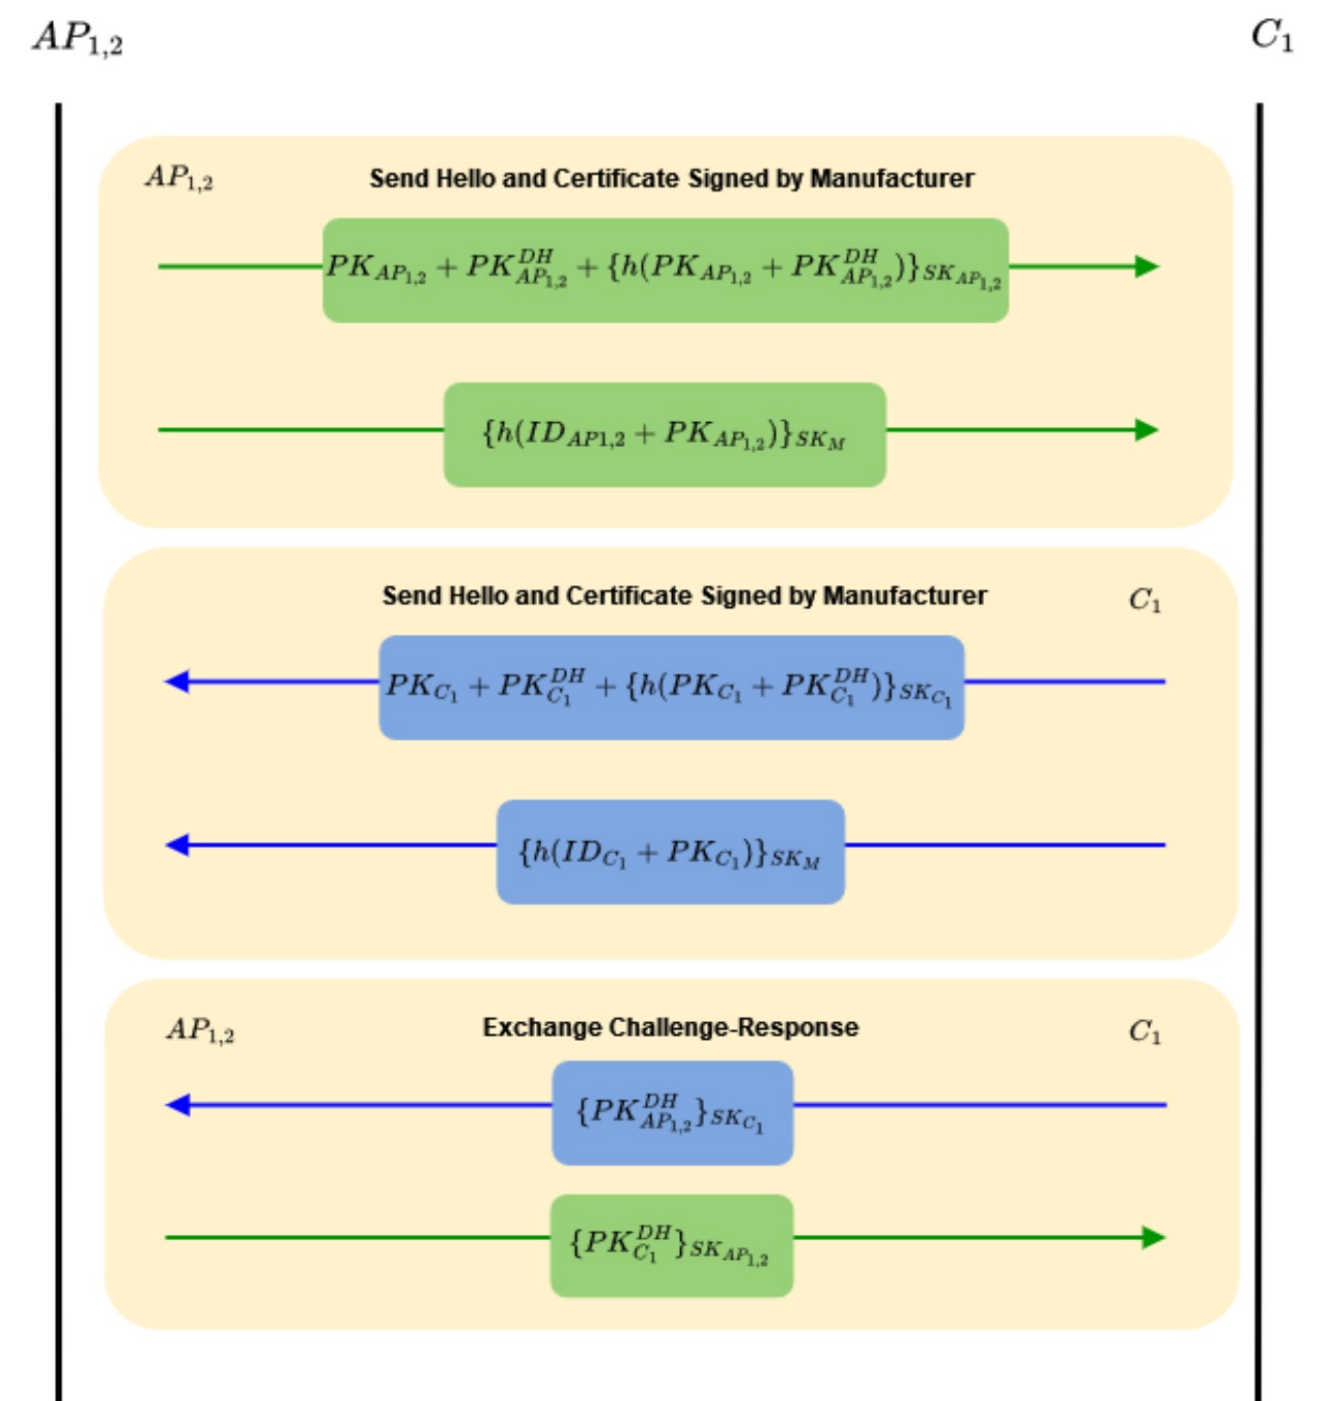 $AP_{1,2}$ $C_1$
$AP_{1,2}$ Send Hello and Certificate Signed by Manufacturer
$PK_{AP_{1,2}} + PK^{DH}_{AP_{1,2}} + \{h(PK_{AP_{1,2}} + PK^{DH}_{AP_{1,2}})\}_{SK_{AP_{1,2}}}$
$\{h(ID_{AP1,2} + PK_{AP_{1,2}})\}_{SK_M}$
Send Hello and Certificate Signed by Manufacturer $C_1$
$PK_{C_1} + PK^{DH}_{C_1} + \{h(PK_{C_1} + PK^{DH}_{C_1})\}_{SK_{C_1}}$
$\{h(ID_{C_1} + PK_{C_1})\}_{SK_M}$
$AP_{1,2}$ Exchange Challenge-Response $C_1$
$\{PK^{DH}_{AP_{1,2}}\}_{SK_{C_1}}$
$\{PK^{DH}_{C_1}\}_{SK_{AP_{1,2}}}$